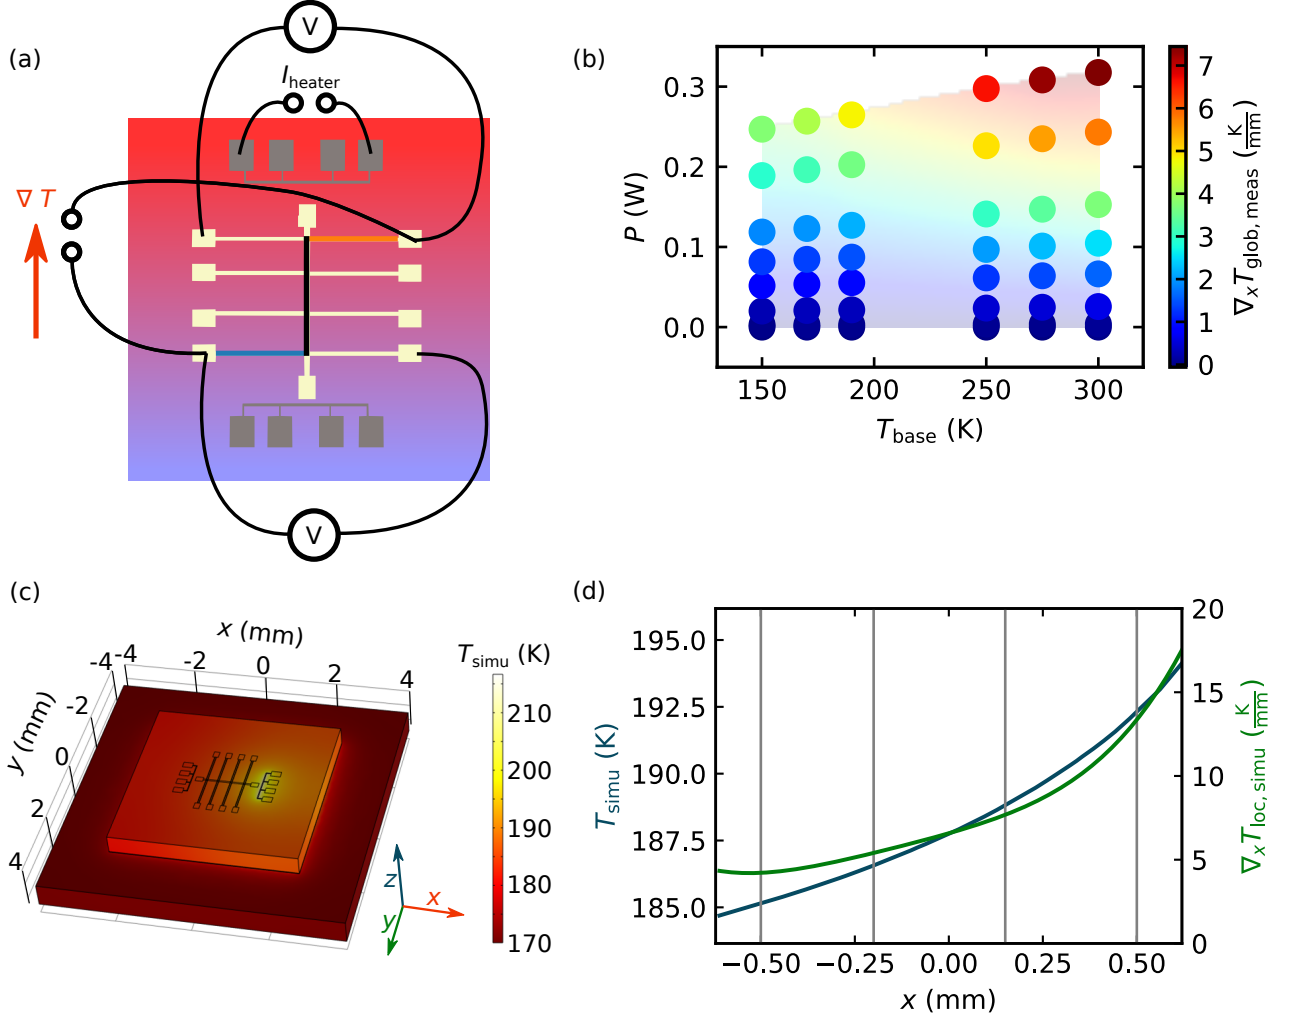 (a)
V
I_heater
∇ T
V
(b)
0.3
0.2
0.1
0.0
P (W)
150
200
250
300
T_base (K)
7
6
5
4
3
2
1
0
∇_x T_glob, meas (K/mm)
(c)
x (mm)
-4
-2
0
2
4
y (mm)
-4
-2
0
2
4
T_simu (K)
210
200
190
180
170
z
x
y
(d)
195.0
192.5
190.0
187.5
185.0
T_simu (K)
−0.50
−0.25
0.00
0.25
0.50
x (mm)
20
15
10
5
0
∇_x T_loc, simu (K/mm)